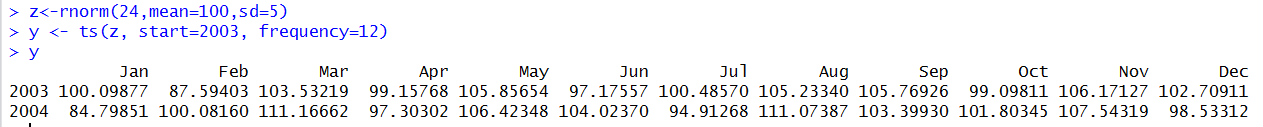 > z<-rnorm(24,mean=100,sd=5)
> y <- ts(z, start=2003, frequency=12)
> y
Jan Feb Mar Apr May Jun Jul Aug Sep Oct Nov Dec
2003 100.09877 87.59403 103.53219 99.15768 105.85654 97.17557 100.48570 105.23340 105.76926 99.09811 106.17127 102.70911
2004 84.79851 100.08160 111.16662 97.30302 106.42348 104.02370 94.91268 111.07387 103.39930 101.80345 107.54319 98.53312